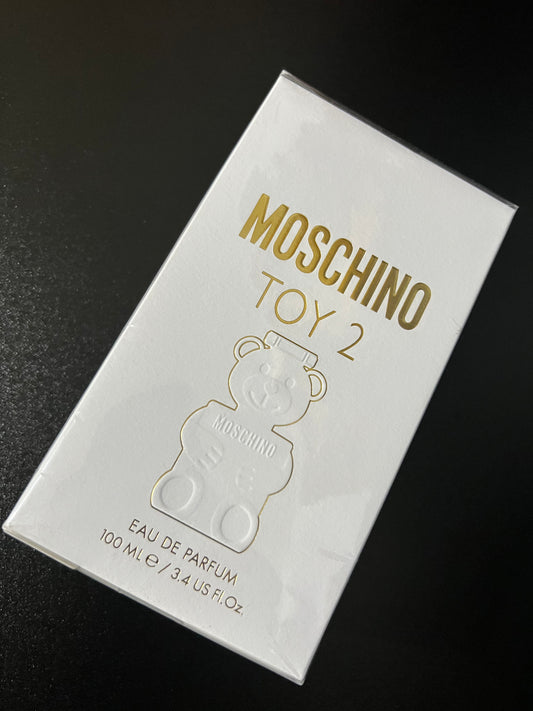 MOSCHINO
TOY 2
MOSCHINO
EAU DE PARFUM
100 ML ℮ / 3.4 US Fl.Oz.